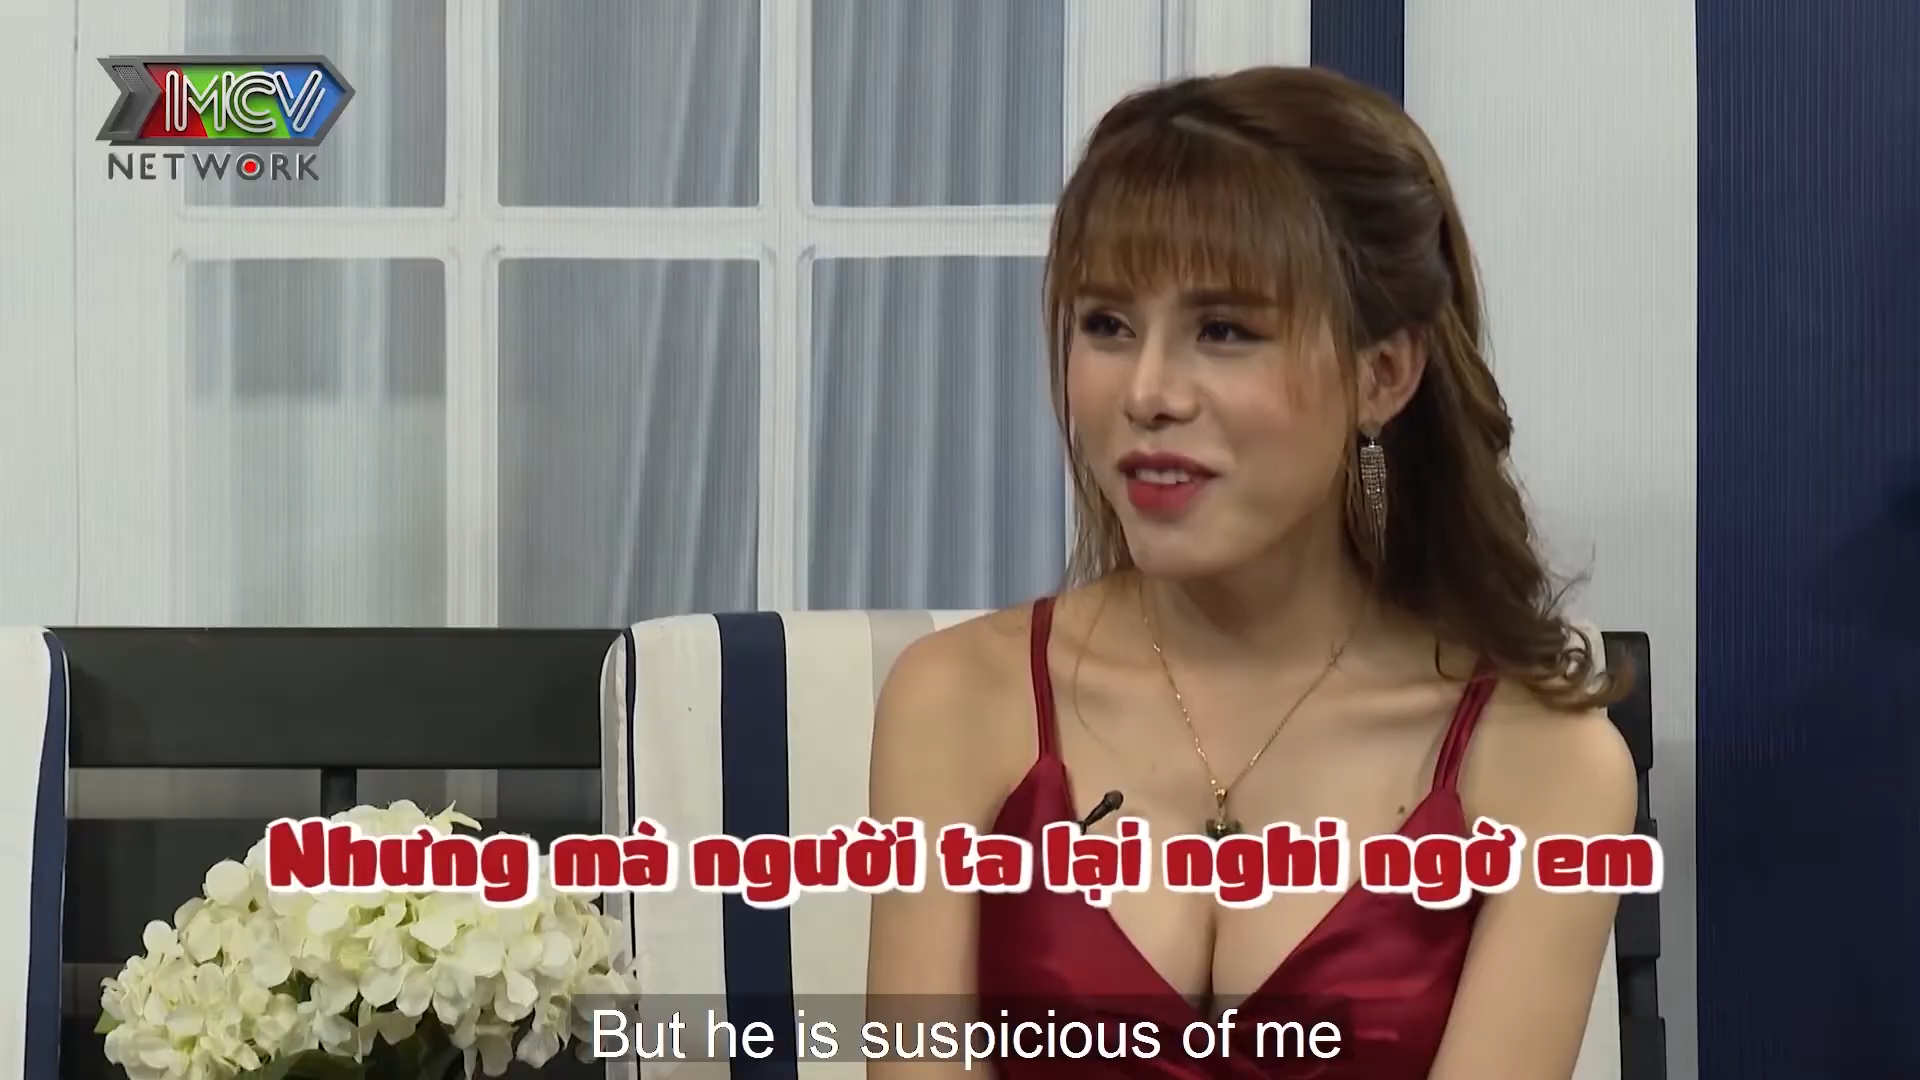 MCV
NETWORK
Nhưng mà người ta lại nghi ngờ em
But he is suspicious of me